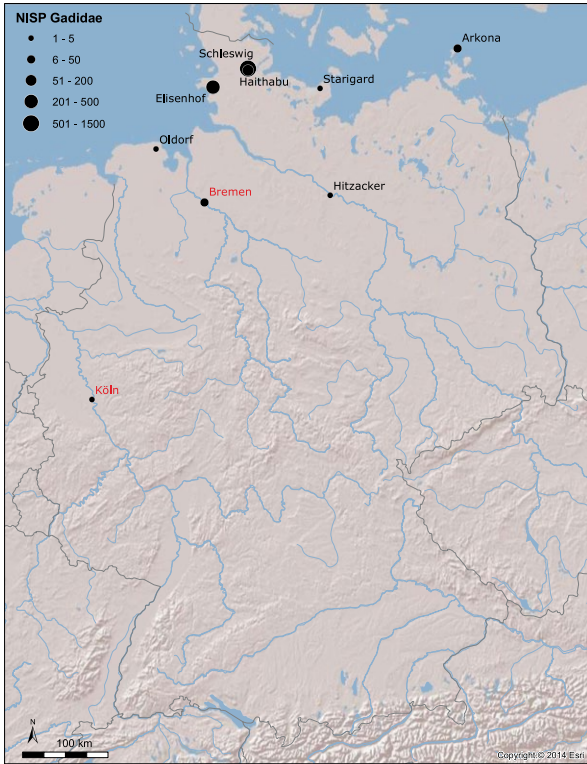 NISP Gadidae
1 - 5
6 - 50
51 - 200
201 - 500
501 - 1500
Arkona
Schleswig
Haithabu
Starigard
Elisenhof
Oldorf
Bremen
Hitzacker
Köln
N
100 km
Copyright © 2014 Esri